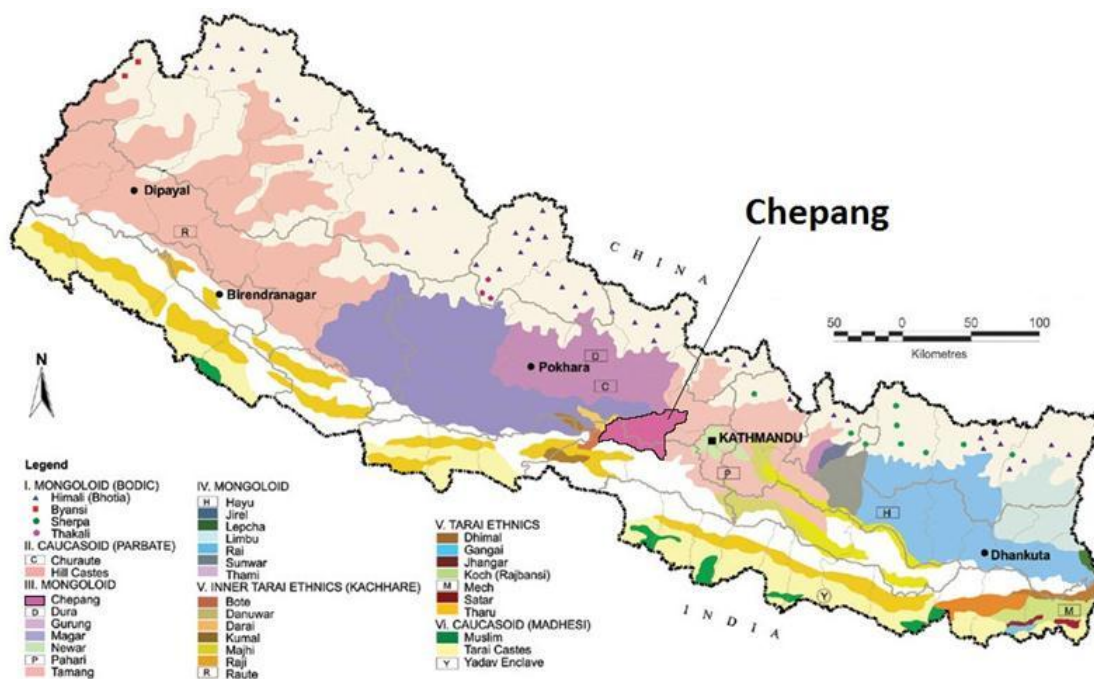 Chepang
CHINA
Dipayal
R
Birendranagar
50 0 50 100
Kilometres
N
D
Pokhara
C
KATHMANDU
P
H
Dhankuta
INDIA
Y
M
Legend
I. MONGOLOID (BODIC)
Himali (Bhotia)
Byansi
Sherpa
Thakali
II. CAUCASOID (PARBATE)
C Churaute
Hill Castes
III. MONGOLOID
Chepang
D Dura
Gurung
Magar
Newar
P Pahari
Tamang
IV. MONGOLOID
H Hayu
Jirel
Lepcha
Limbu
Rai
Sunwar
Thami
V. INNER TARAI ETHNICS (KACHHARE)
Bote
Danuwar
Darai
Kumal
Majhi
Raji
R Raute
V. TARAI ETHNICS
Dhimal
Gangai
Jhangar
Koch (Rajbansi)
M Mech
Satar
Tharu
VI. CAUCASOID (MADHESI)
Muslim
Tarai Castes
Y Yadav Enclave